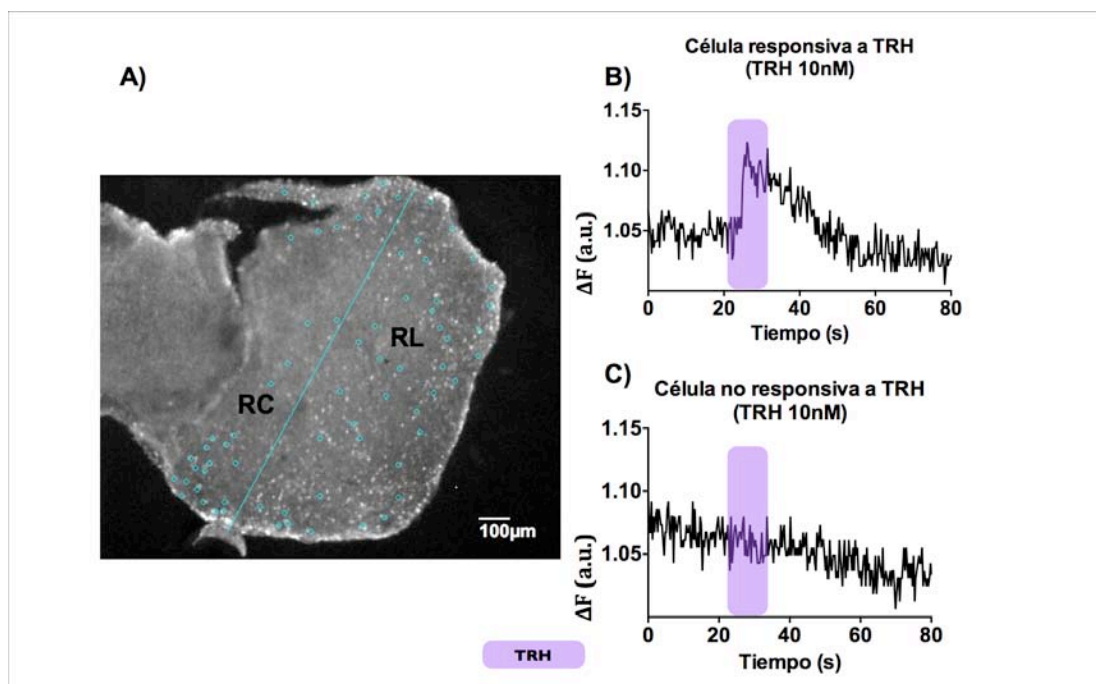 A)
RC
RL
100µm
B)
Célula responsiva a TRH
(TRH 10nM)
1.15
1.10
1.05
ΔF (a.u.)
0
20
40
60
80
Tiempo (s)
C)
Célula no responsiva a TRH
(TRH 10nM)
1.15
1.10
1.05
ΔF (a.u.)
0
20
40
60
80
Tiempo (s)
TRH